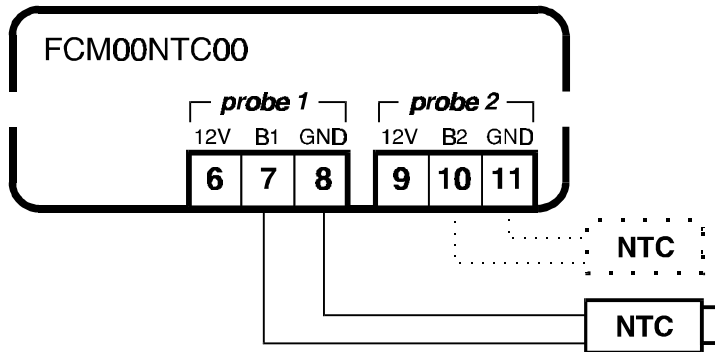 FCM00NTC00
probe 1 probe 2
12V B1 GND 12V B2 GND
6 7 8 9 10 11
NTC
NTC